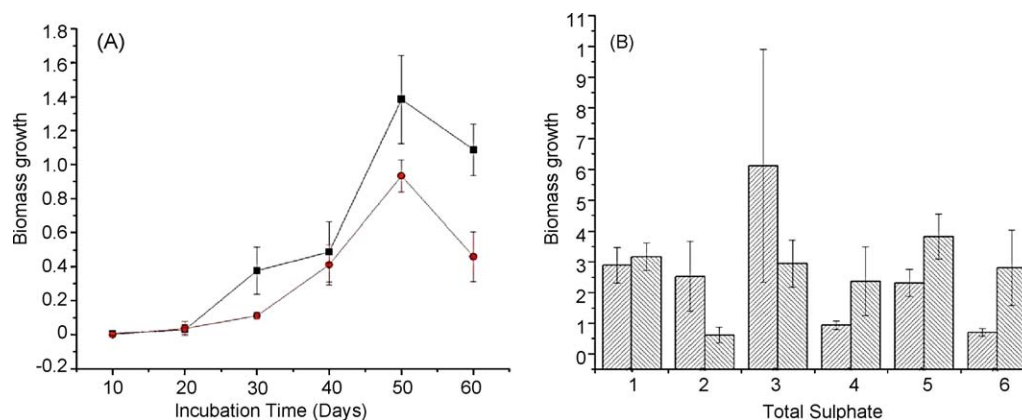 (A)
Biomass growth
1.8
1.6
1.4
1.2
1.0
0.8
0.6
0.4
0.2
0
-0.2
10 20 30 40 50 60
Incubation Time (Days)
(B)
Biomass growth
11
10
9
8
7
6
5
4
3
2
1
0
1 2 3 4 5 6
Total Sulphate